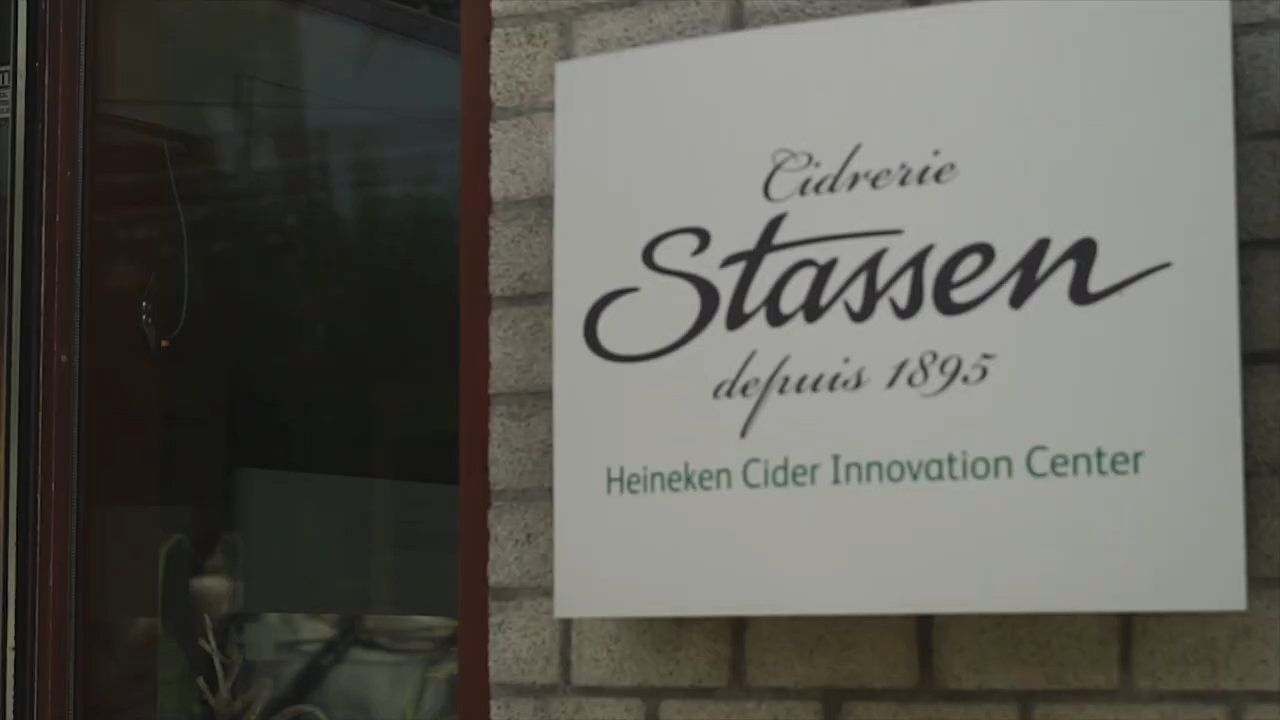 Cidrerie
Stassen
depuis 1895
Heineken Cider Innovation Center